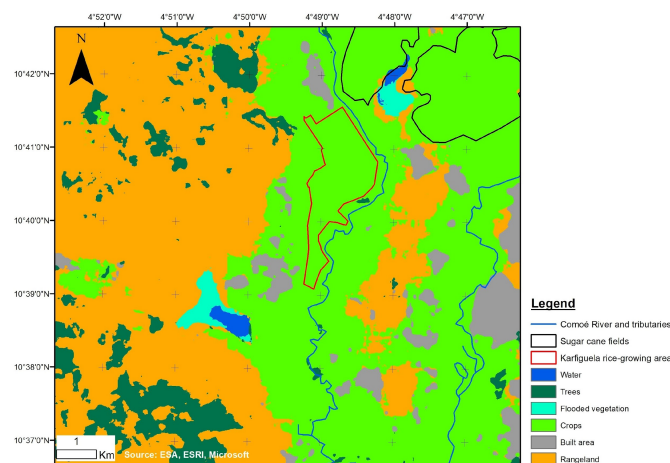 4°52'0"W 4°51'0"W 4°50'0"W 4°49'0"W 4°48'0"W 4°47'0"W
N
10°42'0"N
10°41'0"N
10°40'0"N
10°39'0"N
10°38'0"N
10°37'0"N
1
Km
Source: ESA, ESRI, Microsoft
Legend
Comoé River and tributaries
Sugar cane fields
Karfiguela rice-growing area
Water
Trees
Flooded vegetation
Crops
Built area
Rangeland